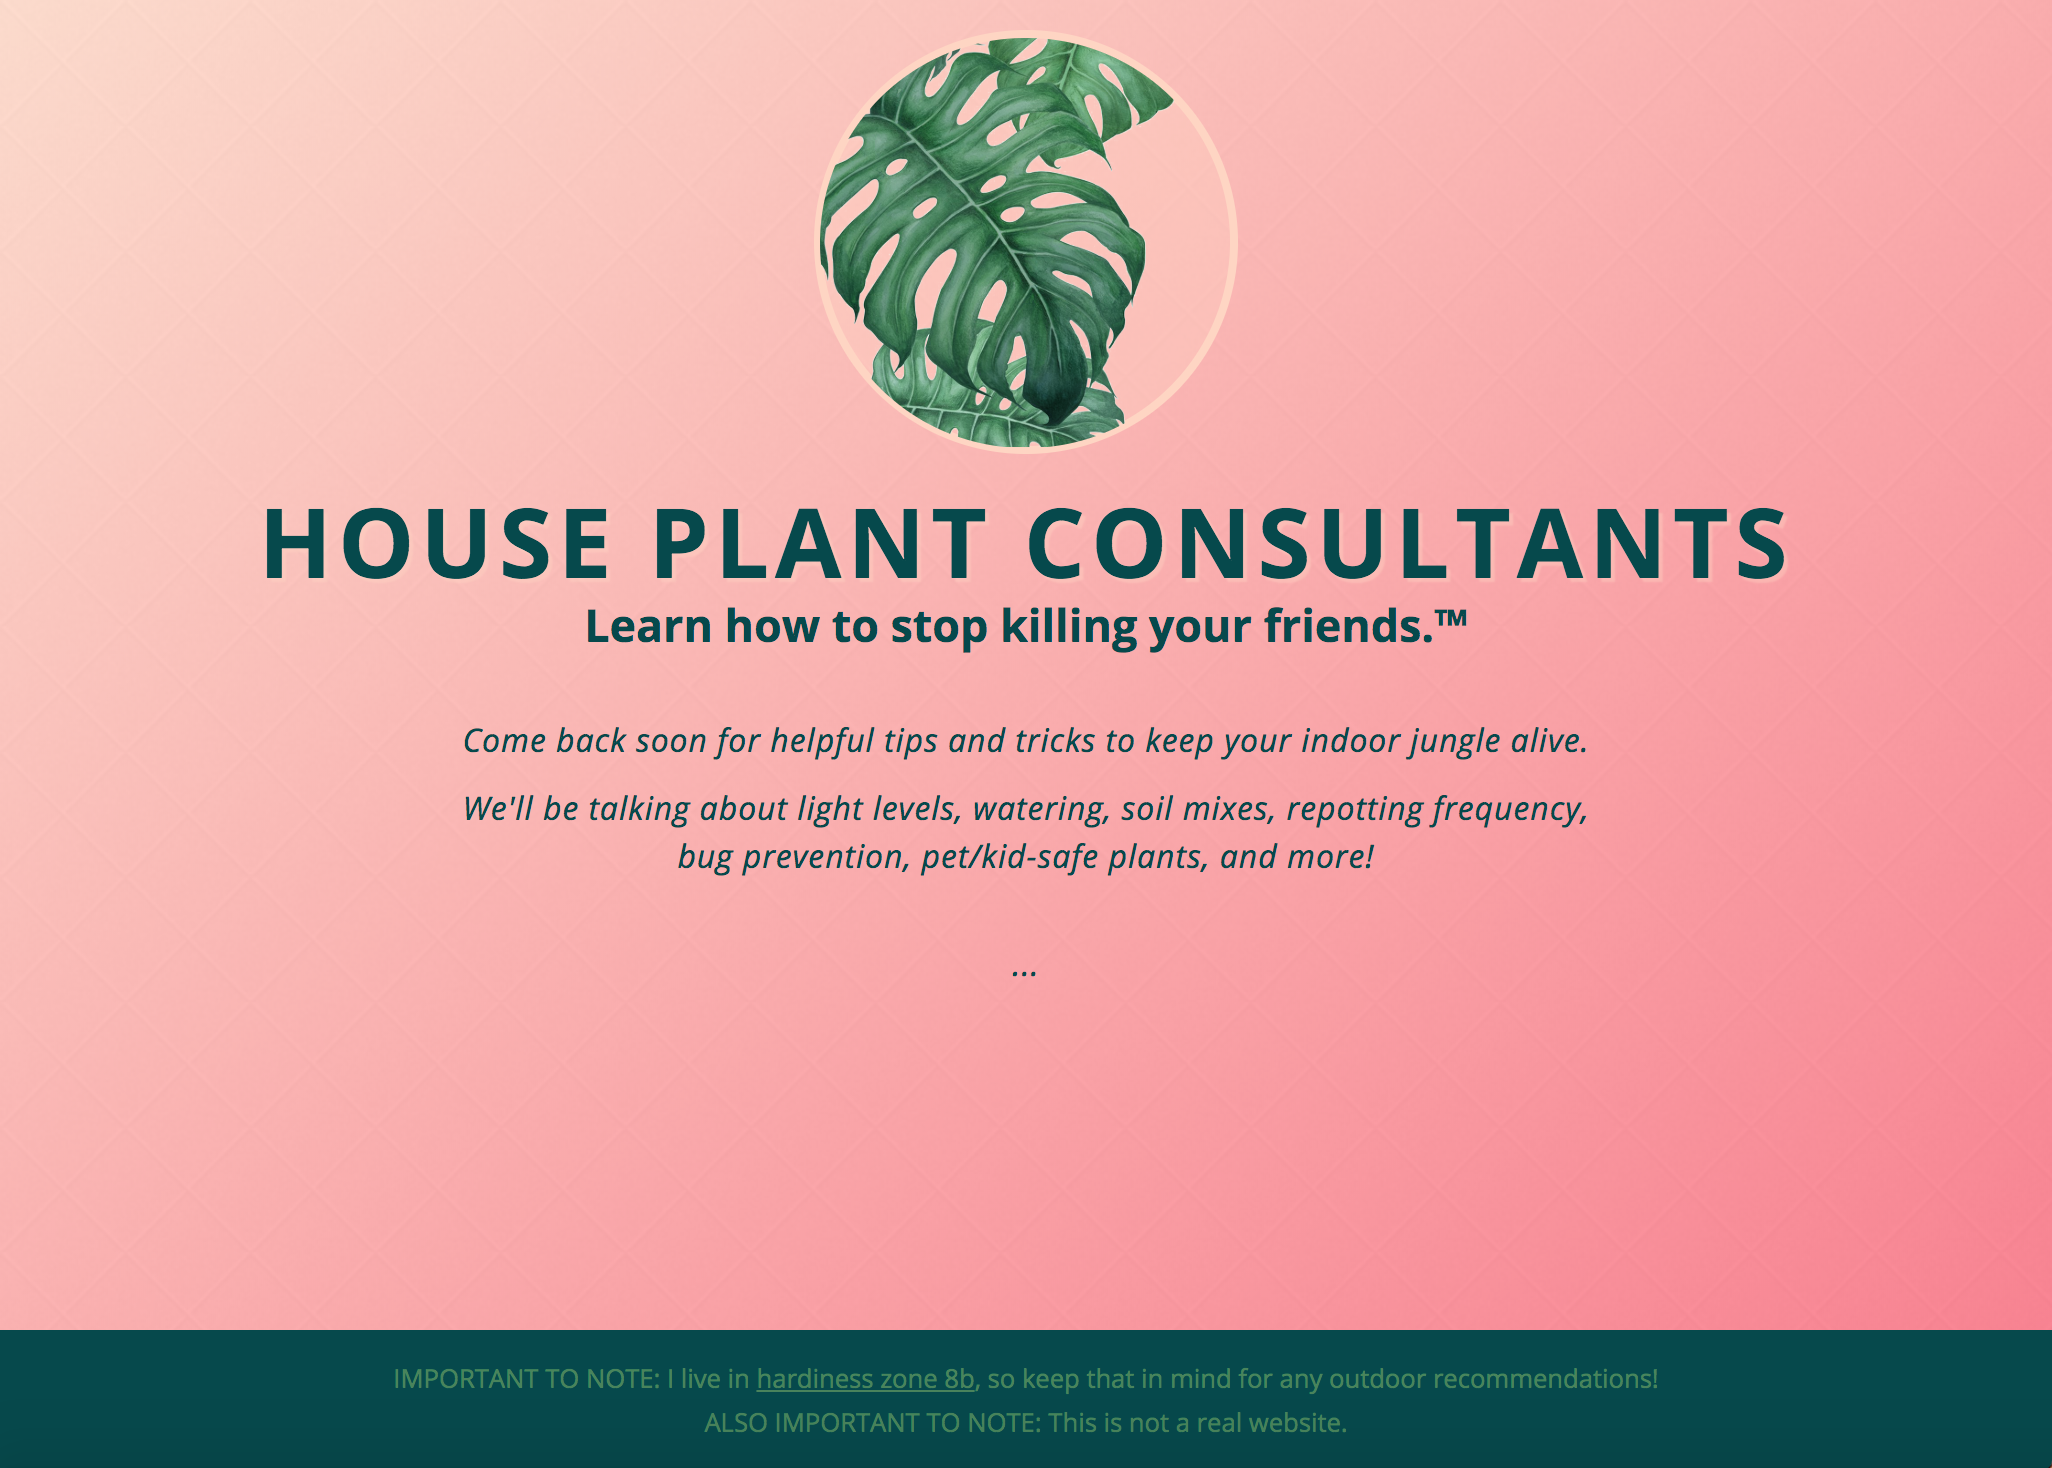 HOUSE PLANT CONSULTANTS
Learn how to stop killing your friends.™
Come back soon for helpful tips and tricks to keep your indoor jungle alive.
We'll be talking about light levels, watering, soil mixes, repotting frequency,
bug prevention, pet/kid-safe plants, and more!
...
IMPORTANT TO NOTE: I live in hardiness zone 8b, so keep that in mind for any outdoor recommendations!
ALSO IMPORTANT TO NOTE: This is not a real website.